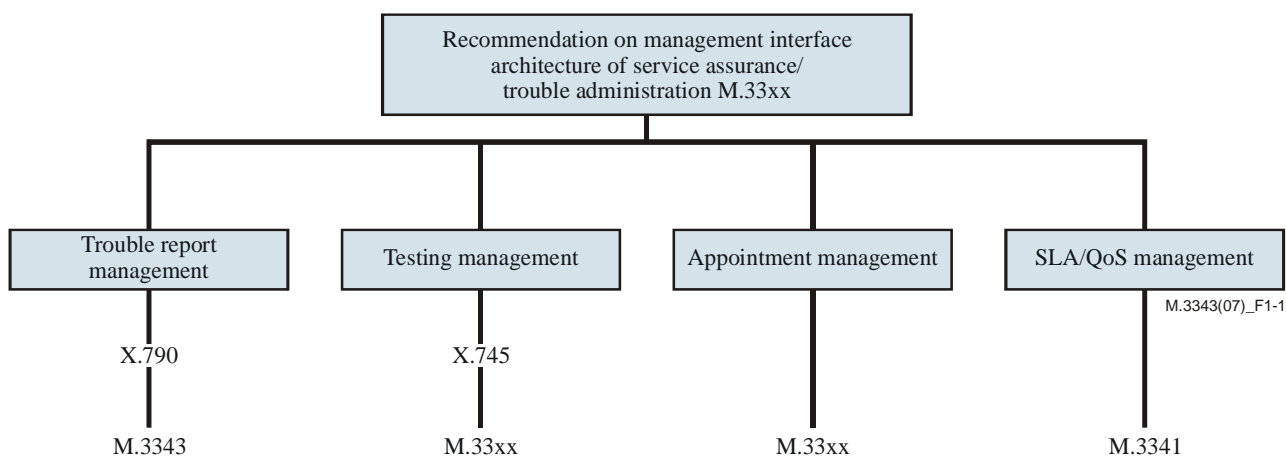 Recommendation on management interface
architecture of service assurance/
trouble administration M.33xx
Trouble report
management
Testing management
Appointment management
SLA/QoS management
M.3343(07)_F1-1
X.790
X.745
M.3343
M.33xx
M.33xx
M.3341